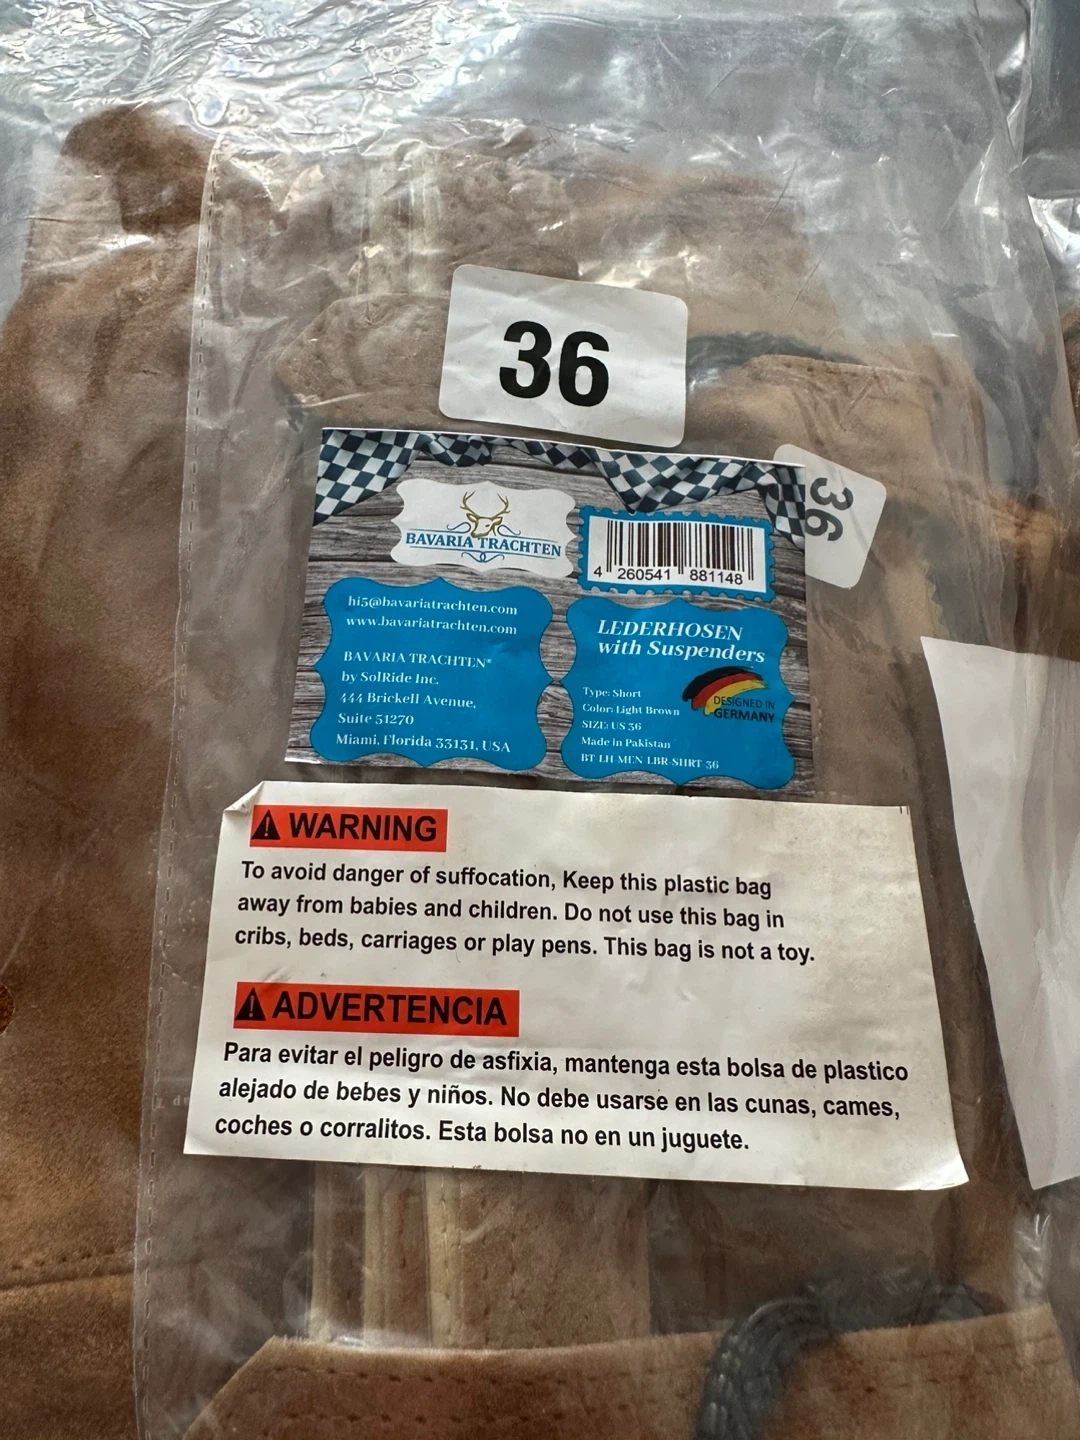 36
36
BAVARIA TRACHTEN
4 260541 881148
hi5@bavariatrachten.com
www.bavariatrachten.com
BAVARIA TRACHTEN®
by SolRide Inc.
444 Brickell Avenue,
Suite 51270
Miami, Florida 33131, USA
LEDERHOSEN
with Suspenders
DESIGNED IN
GERMANY
Type: Short
Color: Light Brown
SIZE: US 36
Made in Pakistan
BT-LH-MEN-LBR-SHRT-36
WARNING
To avoid danger of suffocation, Keep this plastic bag
away from babies and children. Do not use this bag in
cribs, beds, carriages or play pens. This bag is not a toy.
ADVERTENCIA
Para evitar el peligro de asfixia, mantenga esta bolsa de plastico
alejado de bebes y niños. No debe usarse en las cunas, cames,
coches o corralitos. Esta bolsa no en un juguete.